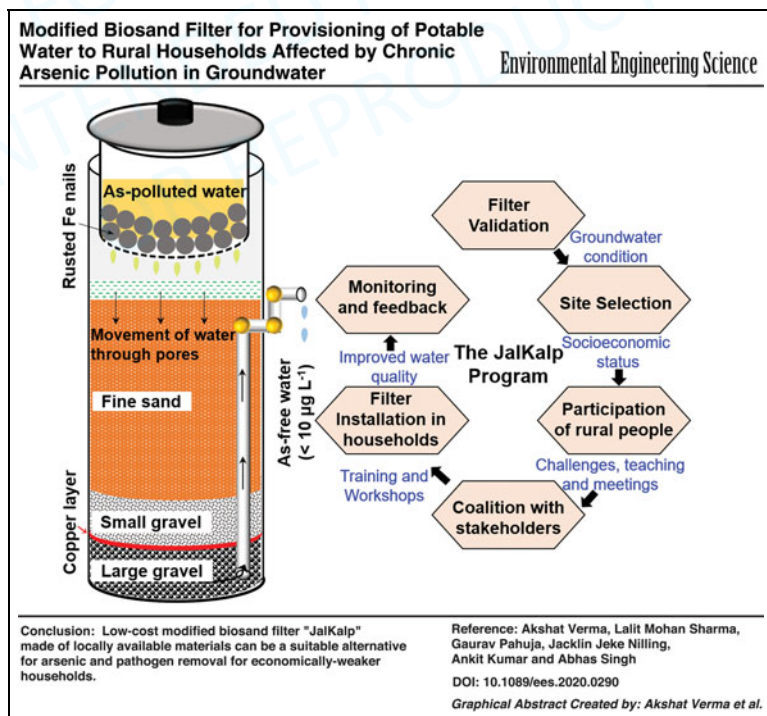 Modified Biosand Filter for Provisioning of Potable
Water to Rural Households Affected by Chronic
Arsenic Pollution in Groundwater
Environmental Engineering Science
As-polluted water
Rusted Fe nails
Movement of water
through pores
Fine sand
Small gravel
Large gravel
Copper layer
As-free water
(< 10 µg L⁻¹)
Filter
Validation
Groundwater
condition
Site Selection
Socioeconomic
status
Participation
of rural people
Challenges, teaching
and meetings
Coalition with
stakeholders
Training and
Workshops
Filter
Installation in
households
Improved water
quality
Monitoring
and feedback
The JalKalp
Program
Conclusion: Low-cost modified biosand filter "JalKalp"
made of locally available materials can be a suitable alternative
for arsenic and pathogen removal for economically-weaker
households.
Reference: Akshat Verma, Lalit Mohan Sharma,
Gaurav Pahuja, Jacklin Jeke Nilling,
Ankit Kumar and Abhas Singh
DOI: 10.1089/ees.2020.0290
Graphical Abstract Created by: Akshat Verma et al.